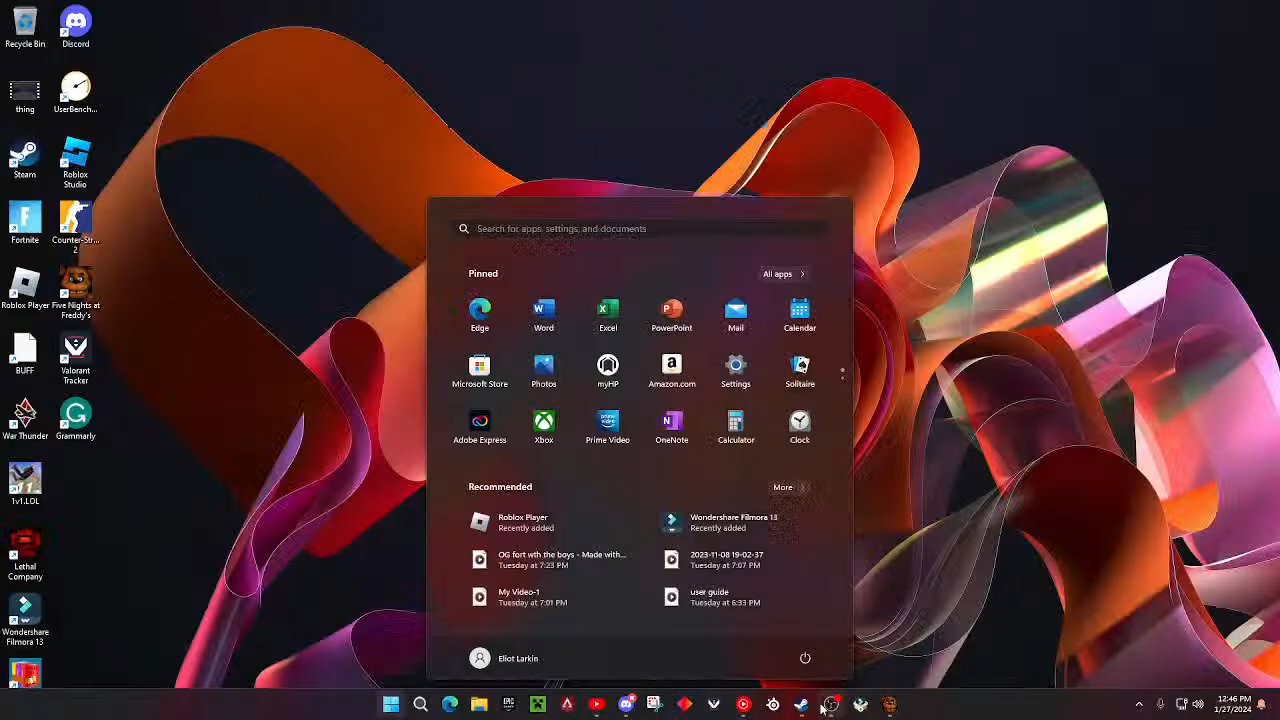 Recycle Bin
Discord
thing
UserBench...
Steam
Roblox
Studio
Fortnite
Counter-Str...
2
Roblox Player
Five Nights at
Freddy's
BUFF
Valorant
Tracker
War Thunder
Grammarly
1v1.LOL
Lethal
Company
Wondershare
Filmora 13
Search for apps, settings, and documents
Pinned
All apps
Edge
Word
Excel
PowerPoint
Mail
Calendar
Microsoft Store
Photos
myHP
Amazon.com
Settings
Solitaire
Adobe Express
Xbox
Prime Video
OneNote
Calculator
Clock
Recommended
More
Roblox Player
Recently added
Wondershare Filmora 13
Recently added
OG fort wth the boys - Made with...
Tuesday at 7:23 PM
2023-11-08 19-02-37
Tuesday at 7:07 PM
My Video-1
Tuesday at 7:01 PM
user guide
Tuesday at 6:33 PM
Eliot Larkin
12:46 PM
1/27/2024